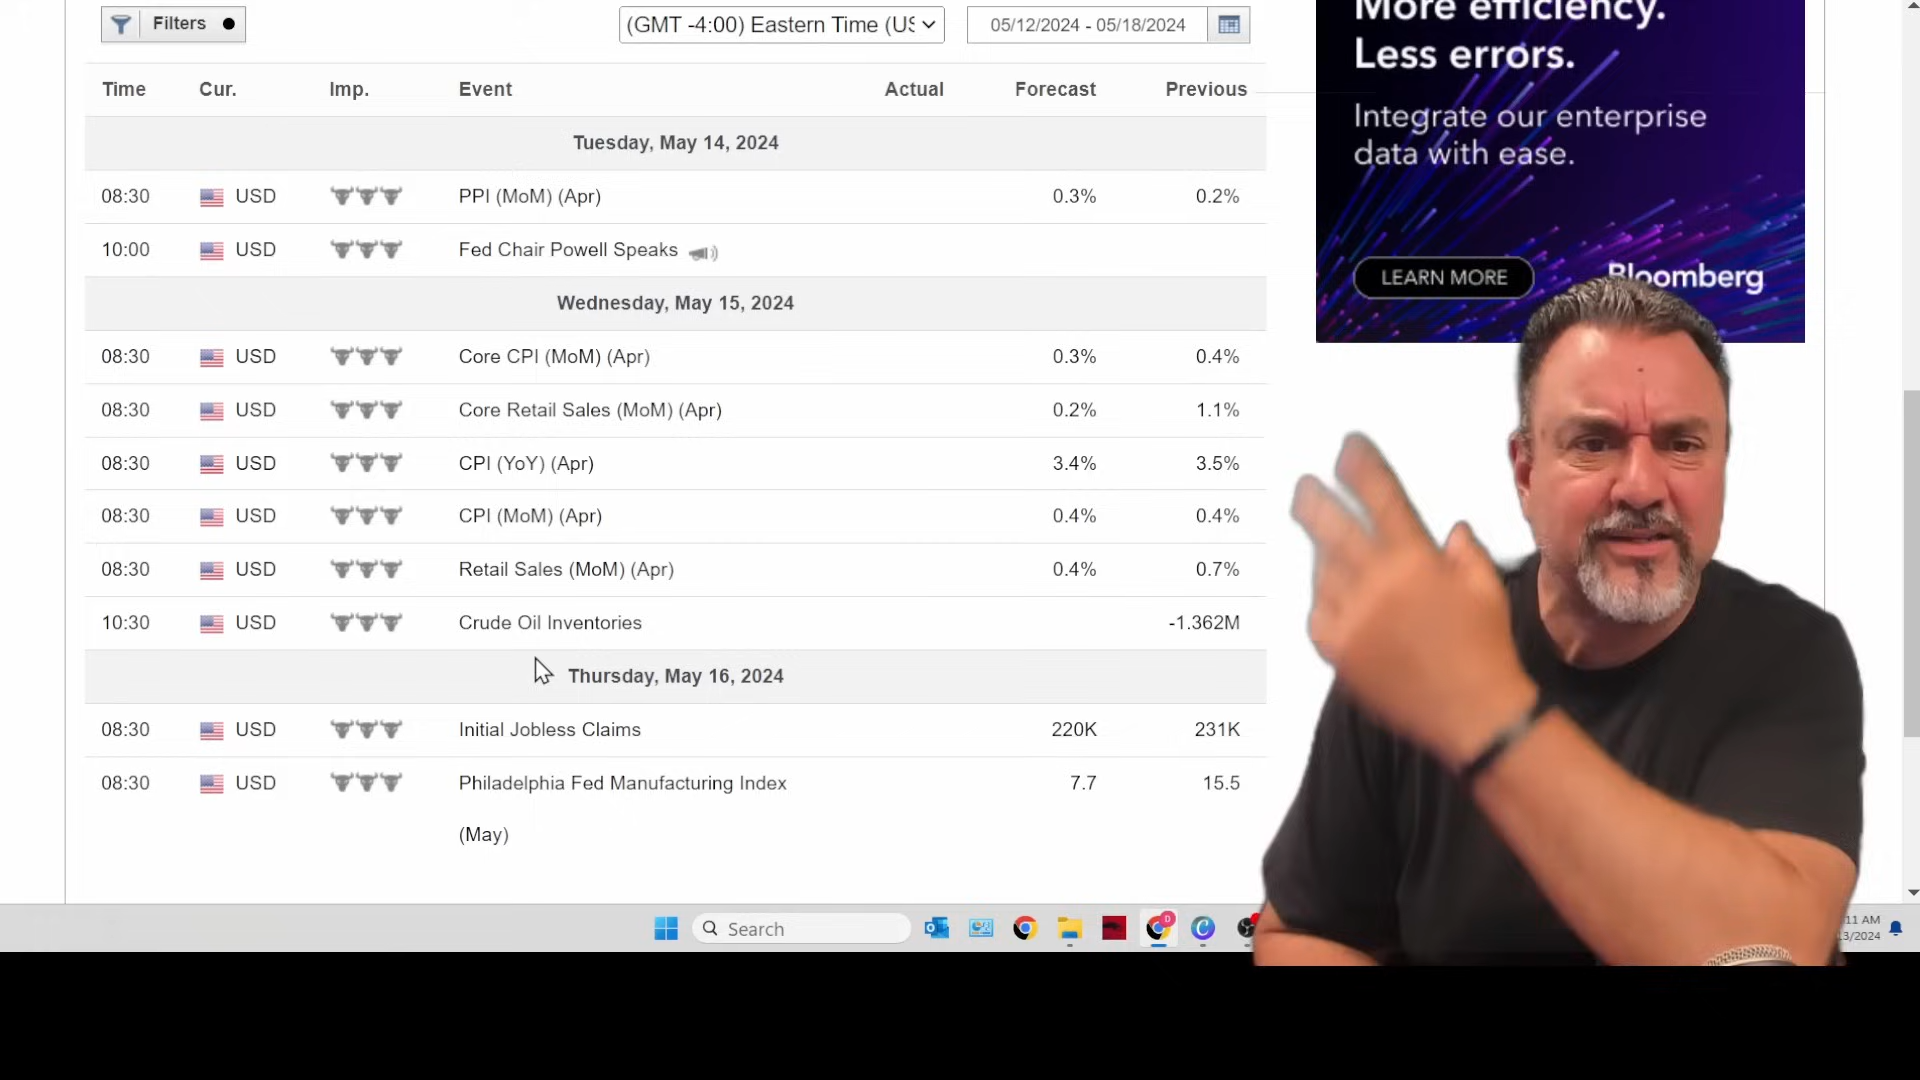 Filters
(GMT -4:00) Eastern Time (US
05/12/2024 - 05/18/2024
Time Cur. Imp. Event Actual Forecast Previous
Tuesday, May 14, 2024
08:30 USD PPI (MoM) (Apr) 0.3% 0.2%
10:00 USD Fed Chair Powell Speaks
Wednesday, May 15, 2024
08:30 USD Core CPI (MoM) (Apr) 0.3% 0.4%
08:30 USD Core Retail Sales (MoM) (Apr) 0.2% 1.1%
08:30 USD CPI (YoY) (Apr) 3.4% 3.5%
08:30 USD CPI (MoM) (Apr) 0.4% 0.4%
08:30 USD Retail Sales (MoM) (Apr) 0.4% 0.7%
10:30 USD Crude Oil Inventories -1.362M
Thursday, May 16, 2024
08:30 USD Initial Jobless Claims 220K 231K
08:30 USD Philadelphia Fed Manufacturing Index 7.7 15.5
(May)
More efficiency.
Less errors.
Integrate our enterprise
data with ease.
LEARN MORE
Bloomberg
Search
11 AM
3/2024